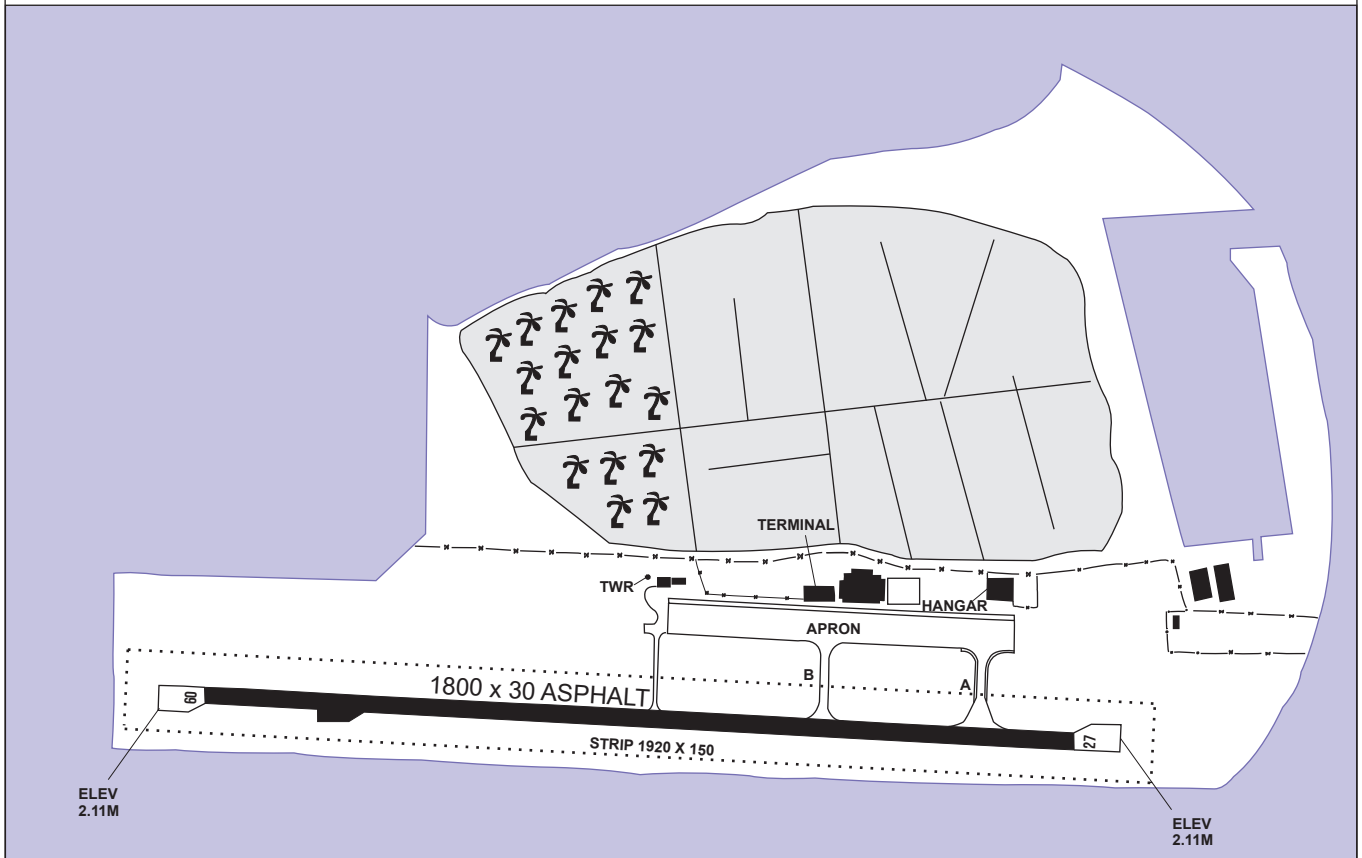 TERMINAL
TWR
HANGAR
APRON
B
A
1800 x 30 ASPHALT
09
27
STRIP 1920 X 150
ELEV
2.11M
ELEV
2.11M